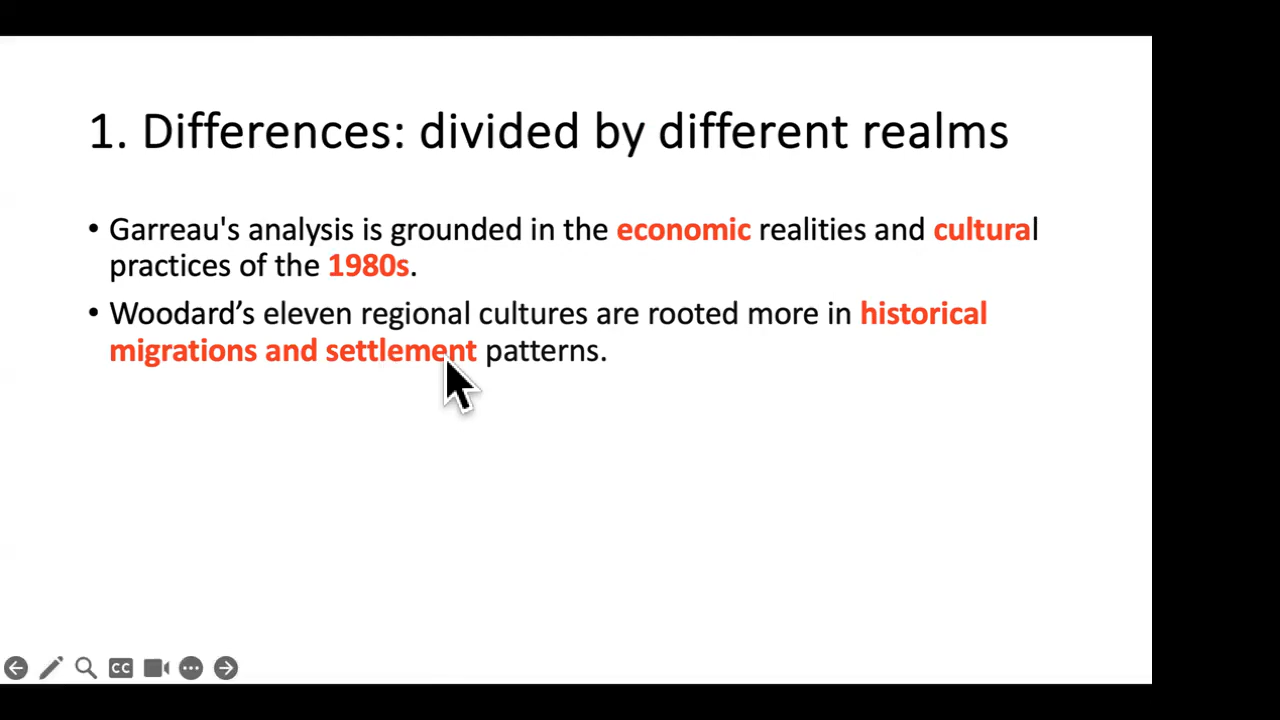 1. Differences: divided by different realms
• Garreau's analysis is grounded in the economic realities and cultural
practices of the 1980s.
• Woodard’s eleven regional cultures are rooted more in historical
migrations and settlement patterns.
CC